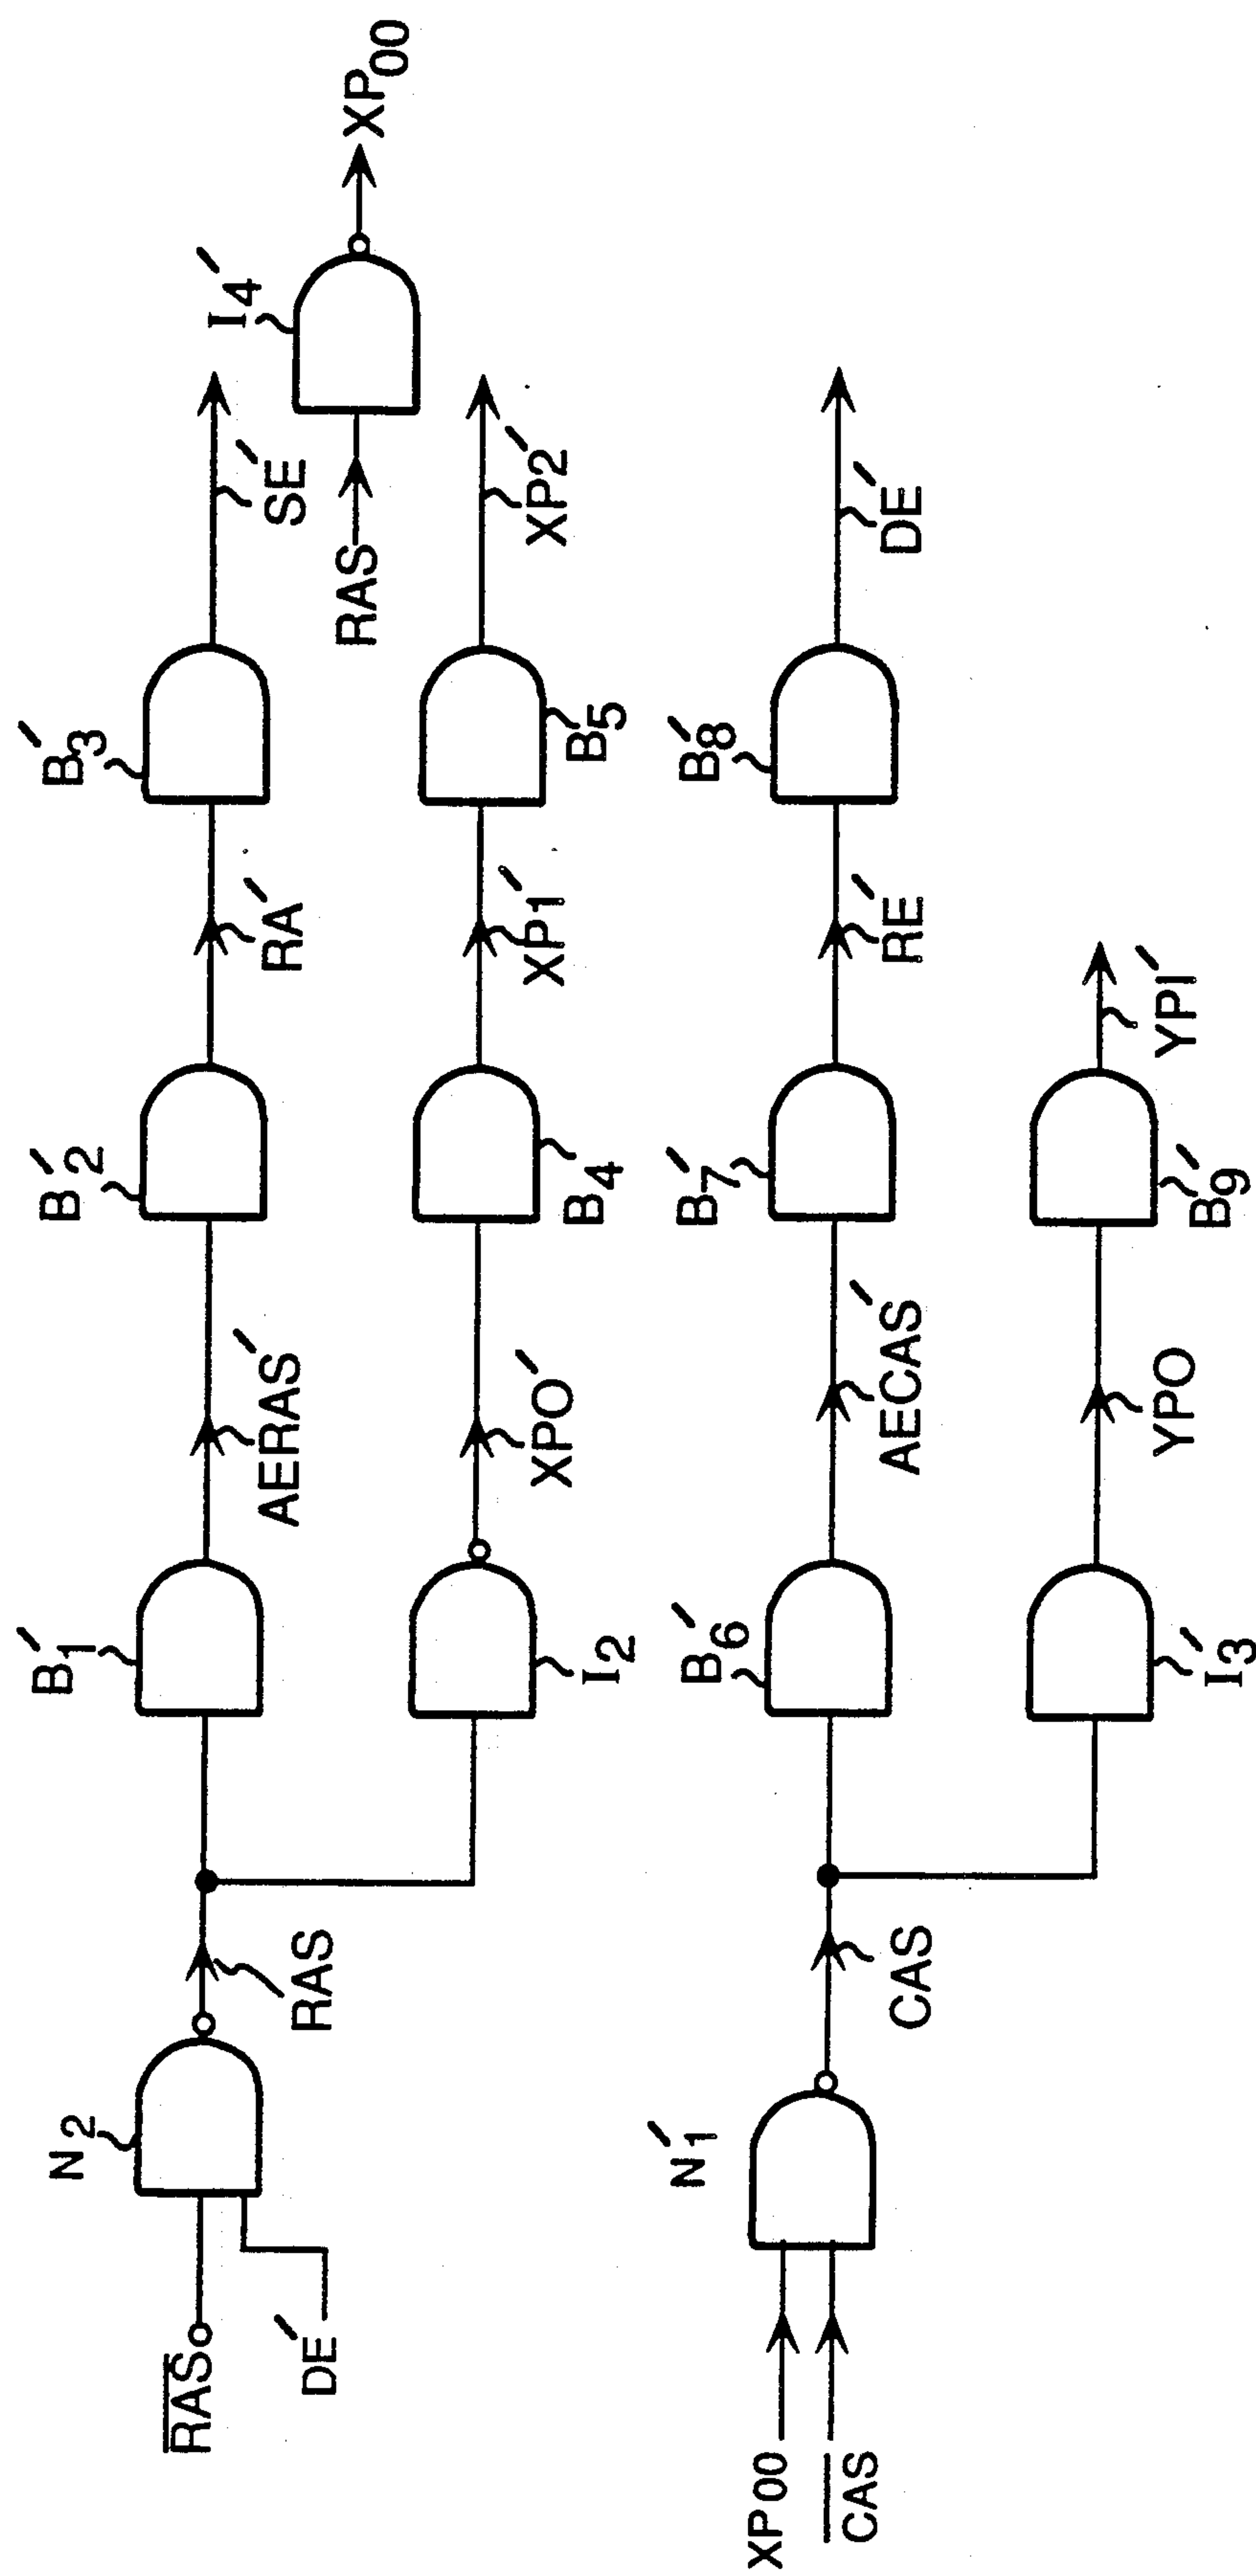 N2
RAS
DE'
RAS
B1'
AERAS'
B2'
RA'
B3'
SE'
I2
XPO'
B4
XP1'
B5
XP2'
RAS
I4'
XP00
XP00
CAS
N1'
CAS
B6'
AECAS'
B7'
RE'
B8'
DE'
I3'
YPO
B9'
YPI'